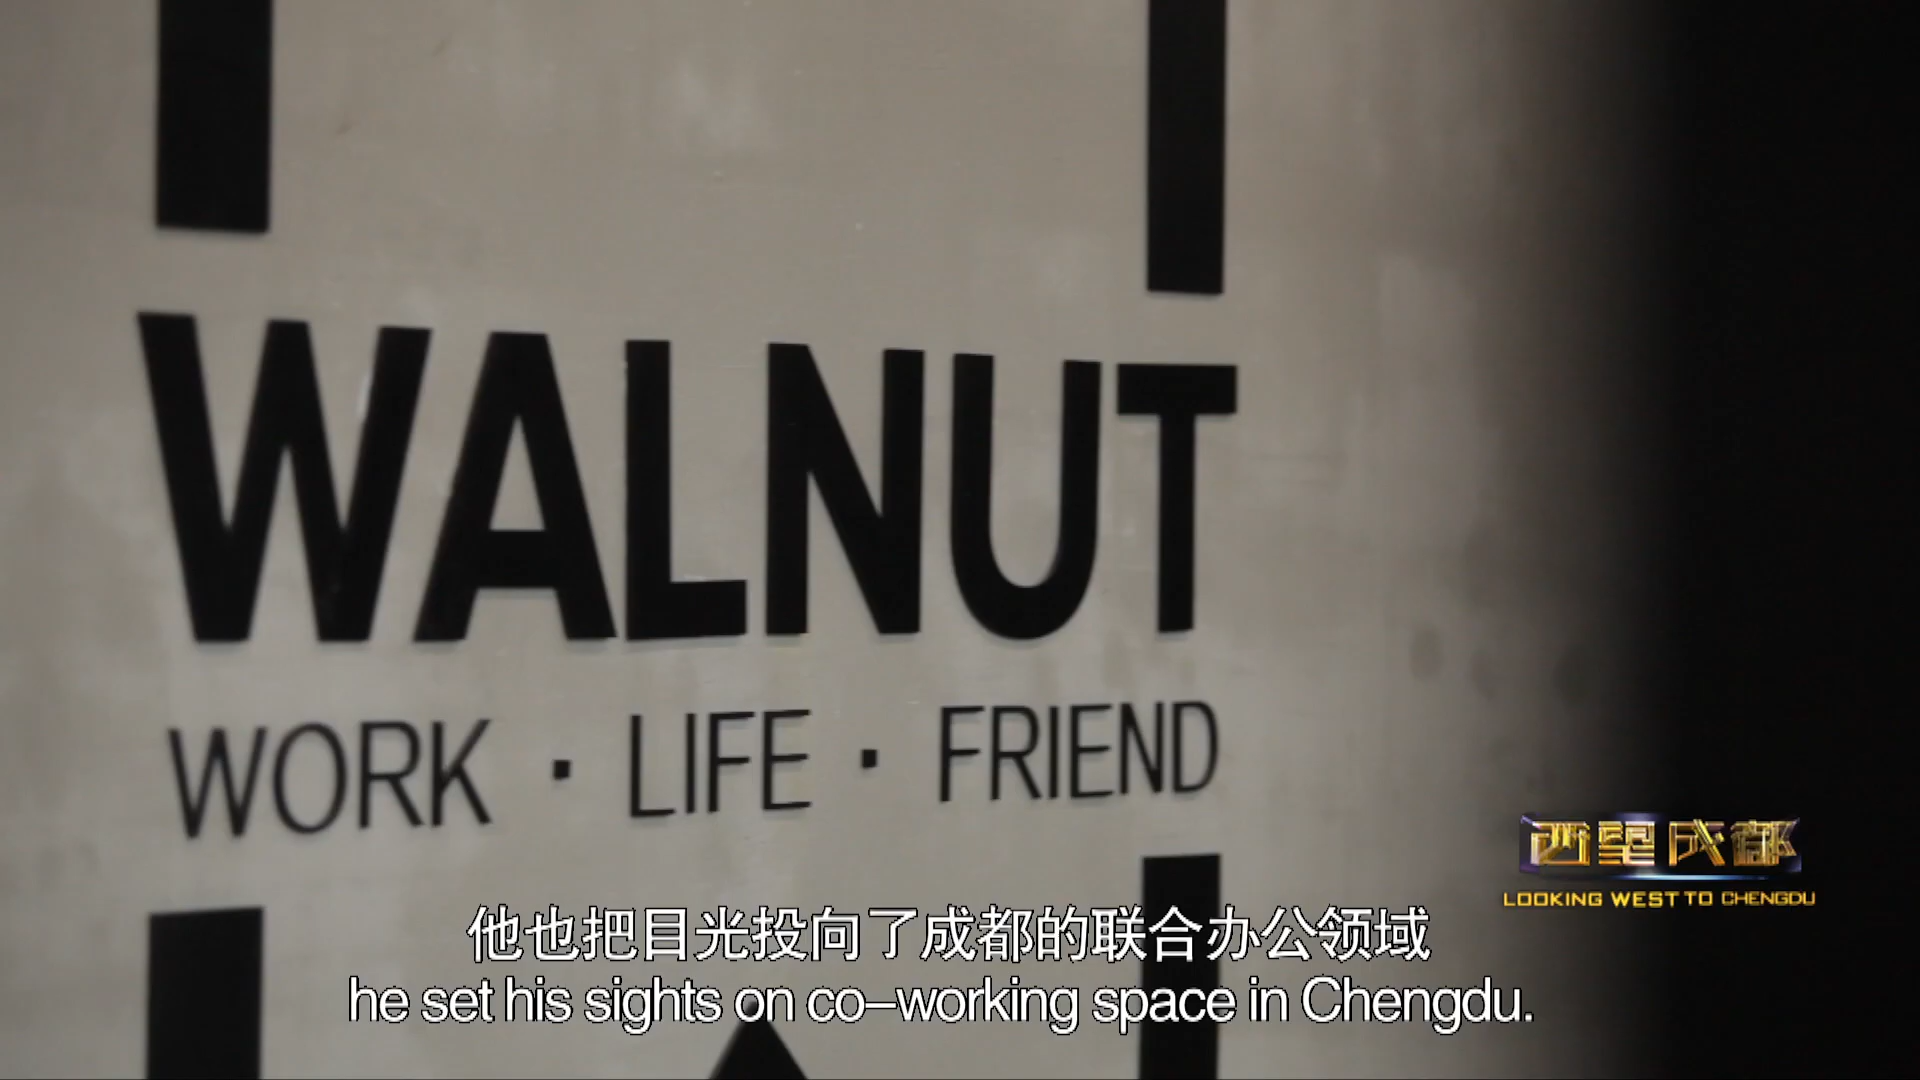 WALNUT
WORK · LIFE · FRIEND
西望成都
LOOKING WEST TO CHENGDU
他也把目光投向了成都的联合办公领域
he set his sights on co–working space in Chengdu.